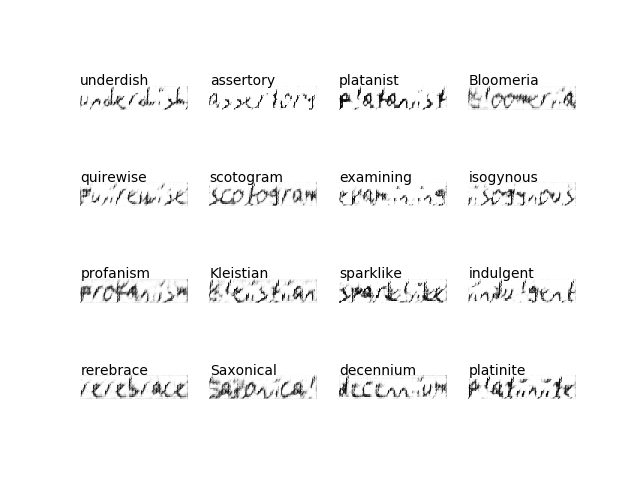 underdish assertory platanist Bloomeria
underdish assertory platanist Bloomeria
quirewise scotogram examining isogynous
quirewise scotogram examining isogynous
profanism Kleistian sparklike indulgent
profanism Kleistian sparklike indulgent
rerebrace Saxonical decennium platinite
rerebrace Saxonical decennium platinite